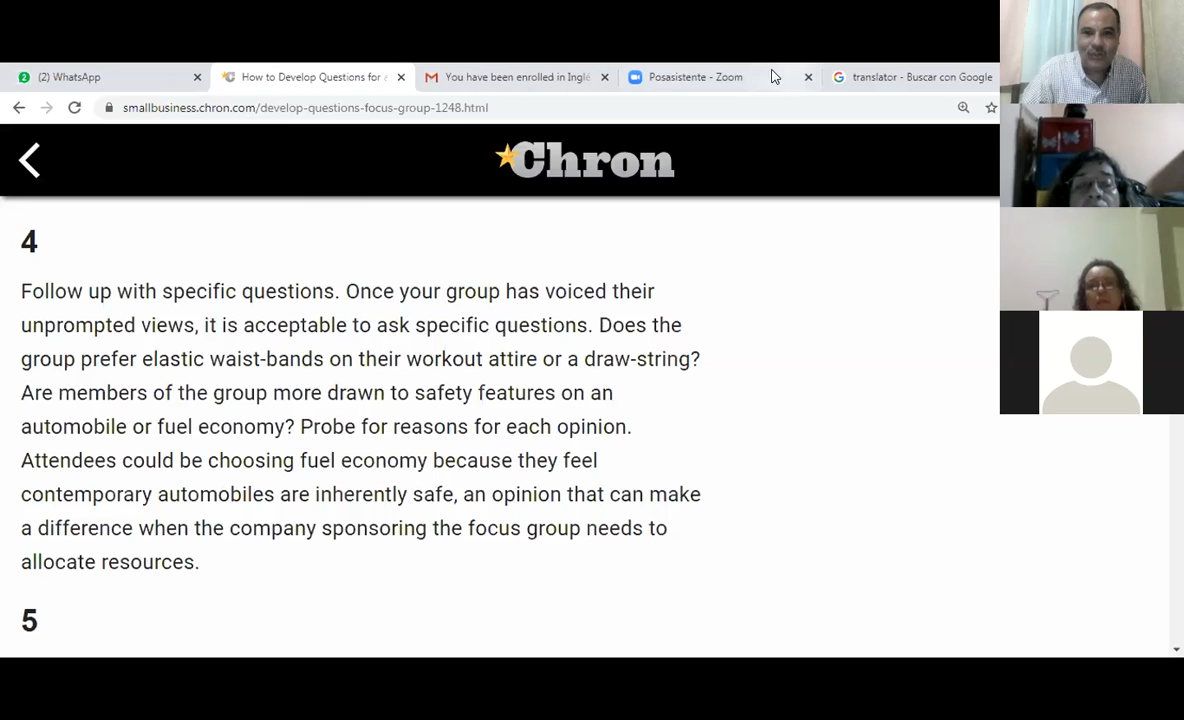 (2) WhatsApp
How to Develop Questions for a
You have been enrolled in Inglé
Posasistente - Zoom
translator - Buscar con Google
smallbusiness.chron.com/develop-questions-focus-group-1248.html
Chron
4
Follow up with specific questions. Once your group has voiced their
unprompted views, it is acceptable to ask specific questions. Does the
group prefer elastic waist-bands on their workout attire or a draw-string?
Are members of the group more drawn to safety features on an
automobile or fuel economy? Probe for reasons for each opinion.
Attendees could be choosing fuel economy because they feel
contemporary automobiles are inherently safe, an opinion that can make
a difference when the company sponsoring the focus group needs to
allocate resources.
5